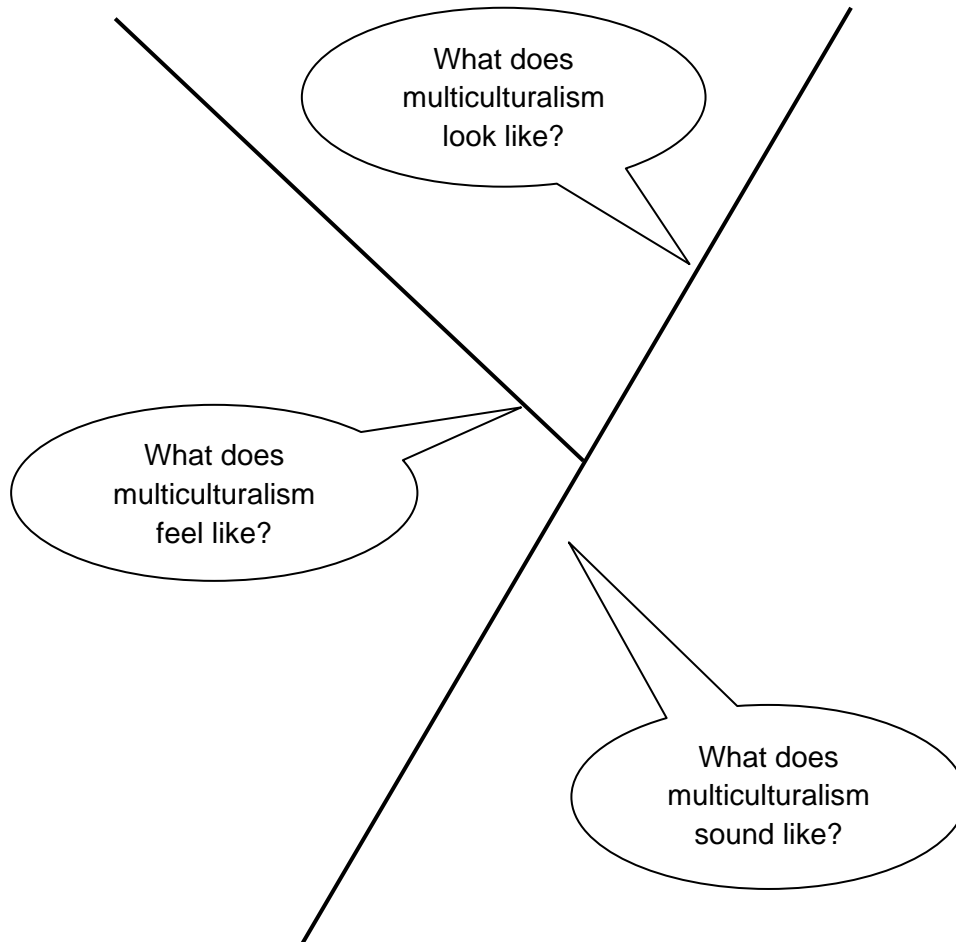 What does
multiculturalism
look like?
What does
multiculturalism
feel like?
What does
multiculturalism
sound like?